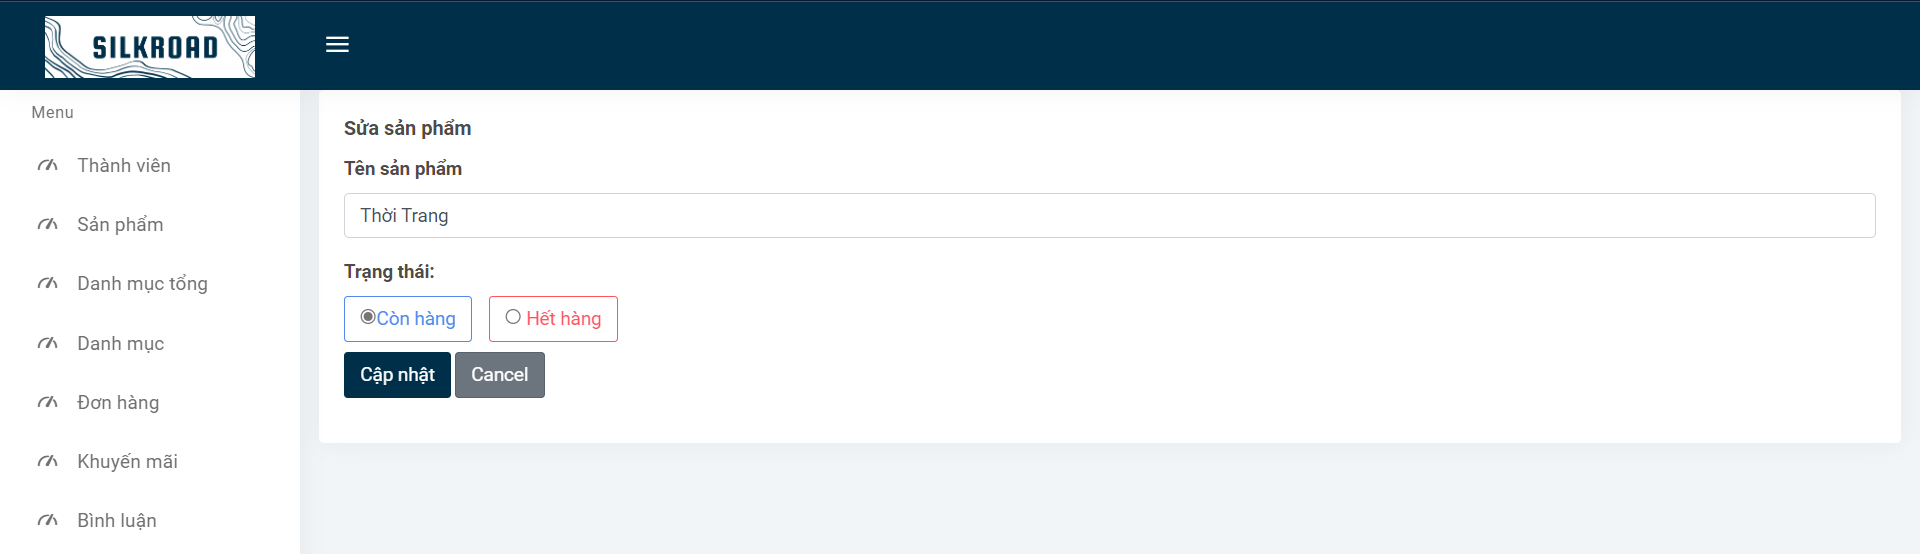 SILKROAD
Menu
Thành viên
Sản phẩm
Danh mục tổng
Danh mục
Đơn hàng
Khuyến mãi
Bình luận
Sửa sản phẩm
Tên sản phẩm
Thời Trang
Trạng thái:
Còn hàng Hết hàng
Cập nhật Cancel